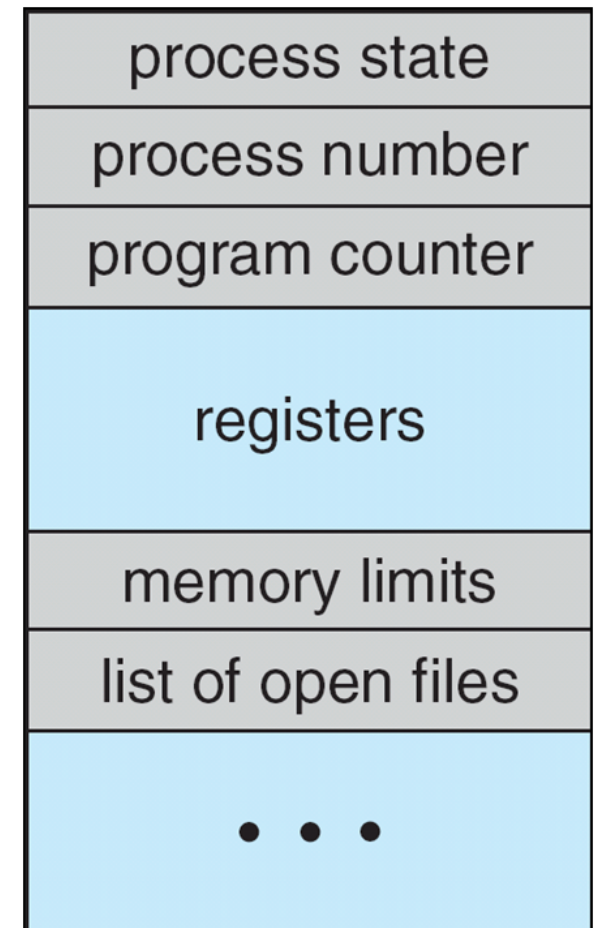 process state
process number
program counter
registers
memory limits
list of open files
• • •